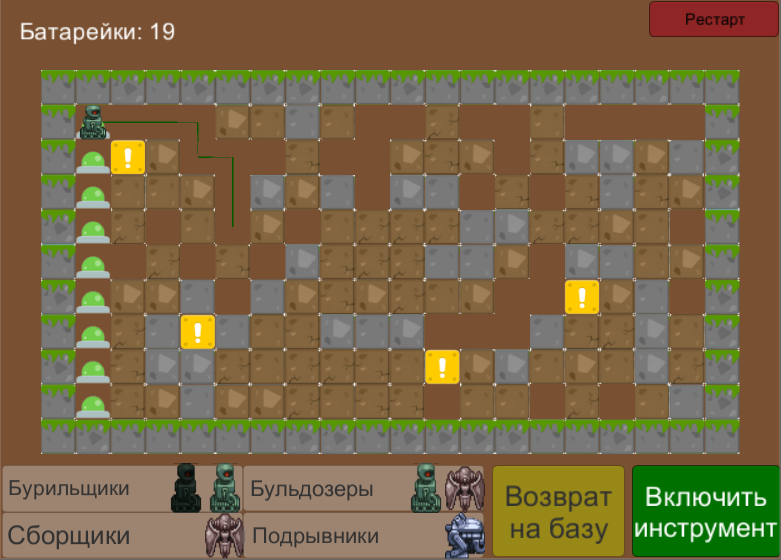 Рестарт
Батарейки: 19
Бурильщики
Бульдозеры
Сборщики
Подрывники
Возврат
на базу
Включить
инструмент